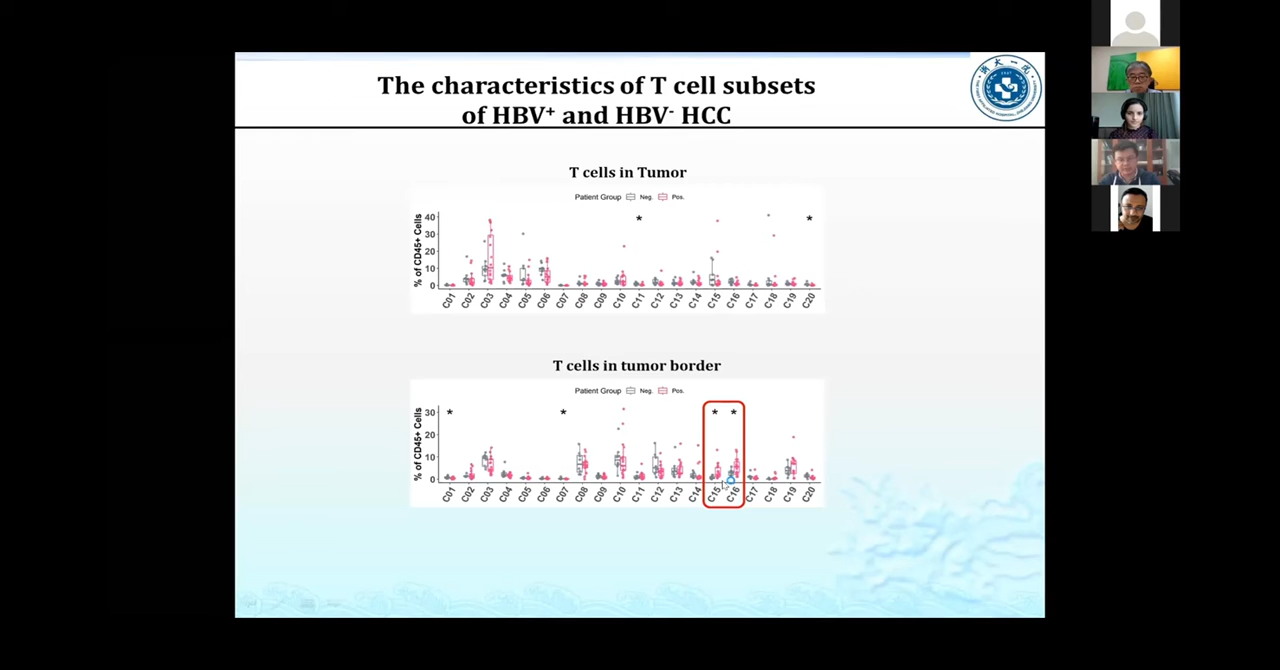 The characteristics of T cell subsets
of HBV⁺ and HBV⁻ HCC
T cells in Tumor
Patient Group Neg. Pos.
% of CD45+ Cells
40
30
20
10
0
* *
C01 C02 C03 C04 C05 C06 C07 C08 C09 C10 C11 C12 C13 C14 C15 C16 C17 C18 C19 C20
T cells in tumor border
Patient Group Neg. Pos.
% of CD45+ Cells
30
20
10
0
* * * *
C01 C02 C03 C04 C05 C06 C07 C08 C09 C10 C11 C12 C13 C14 C15 C16 C17 C18 C19 C20